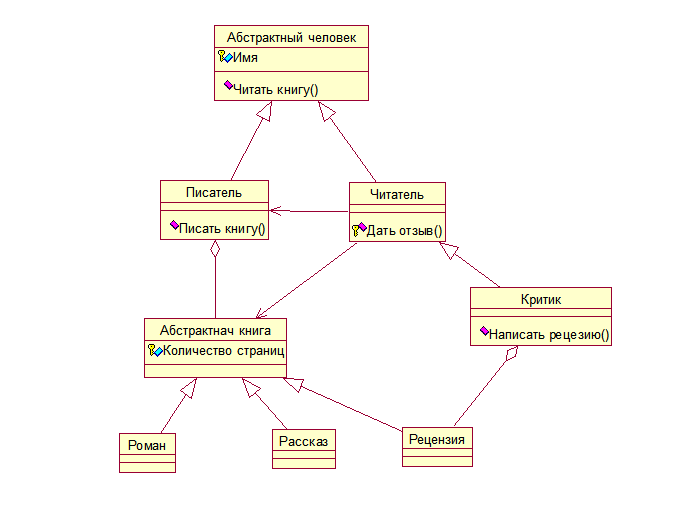 Абстрактный человек
Имя
Читать книгу()
Писатель
Писать книгу()
Читатель
Дать отзыв()
Критик
Написать рецезию()
Абстрактнач книга
Количество страниц
Роман
Рассказ
Рецензия